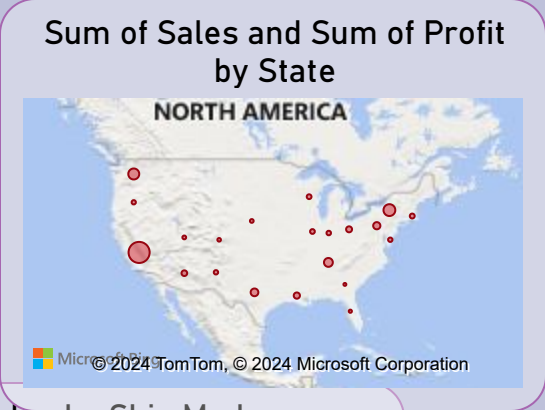 Sum of Sales and Sum of Profit
by State
NORTH AMERICA
Microsoft Bing
© 2024 TomTom, © 2024 Microsoft Corporation